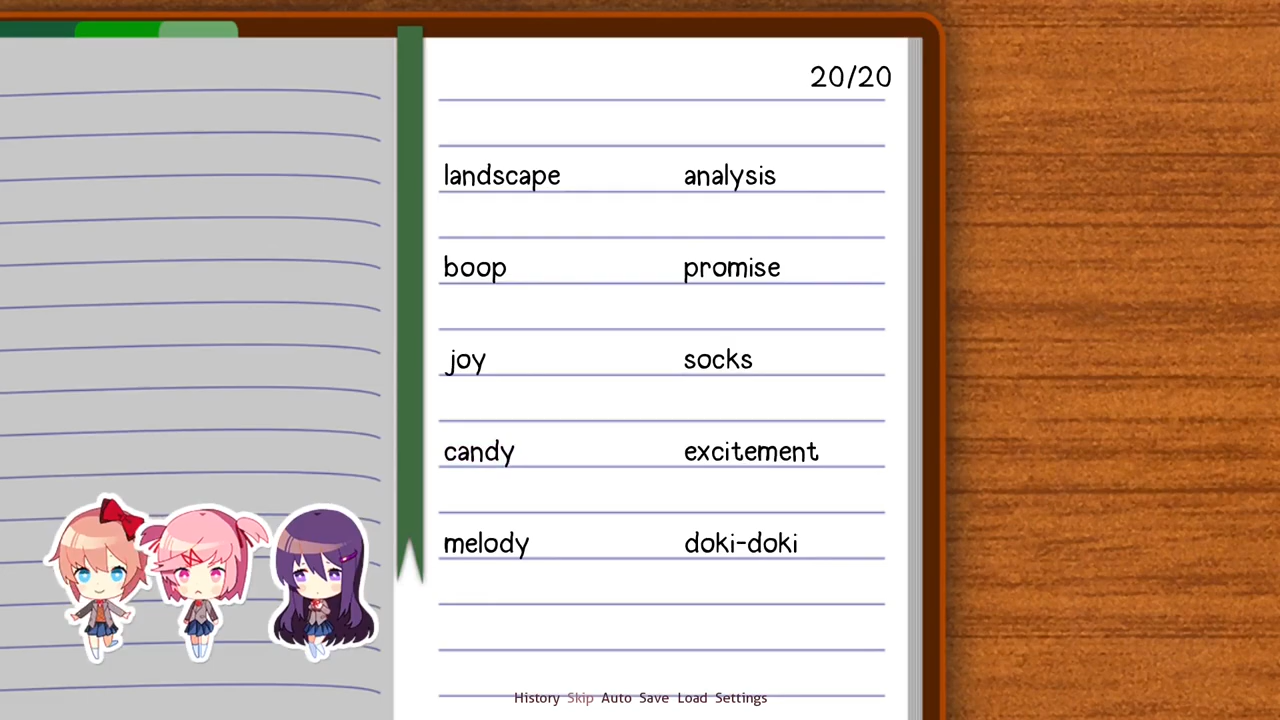 20/20
landscape analysis
boop promise
joy socks
candy excitement
melody doki-doki
History Skip Auto Save Load Settings